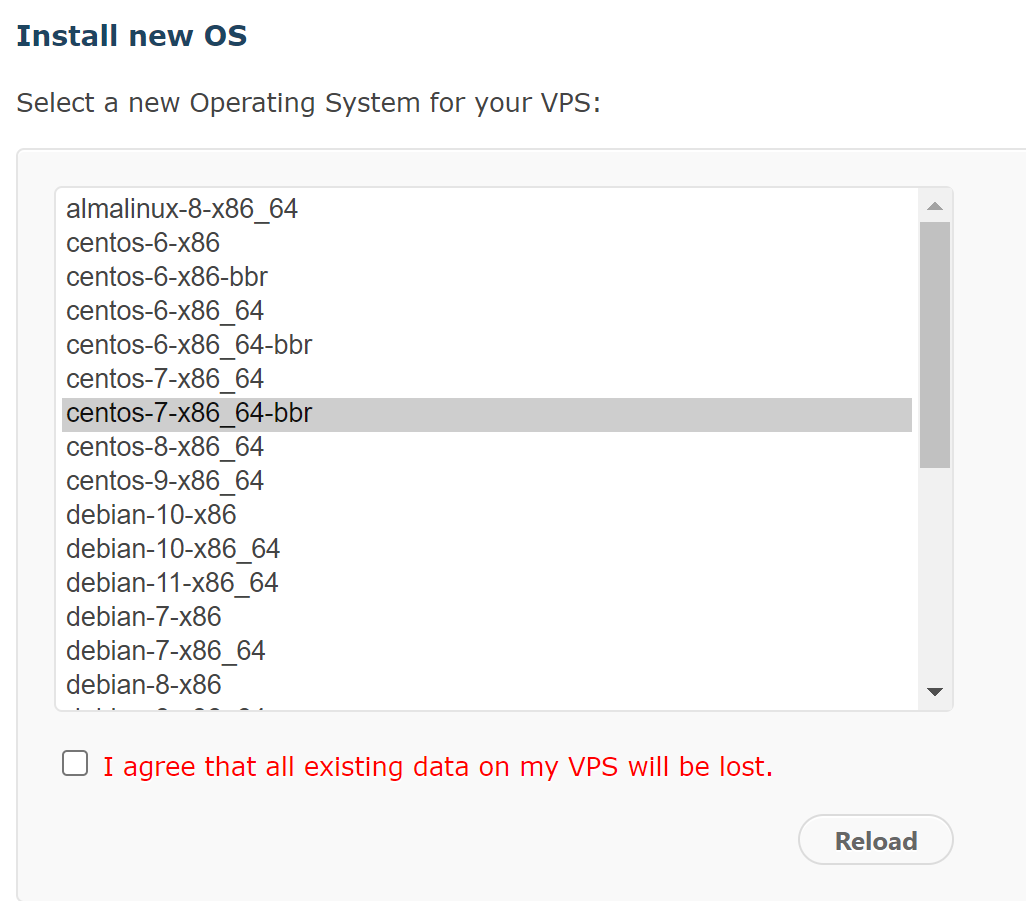 Install new OS
Select a new Operating System for your VPS:
almalinux-8-x86_64
centos-6-x86
centos-6-x86-bbr
centos-6-x86_64
centos-6-x86_64-bbr
centos-7-x86_64
centos-7-x86_64-bbr
centos-8-x86_64
centos-9-x86_64
debian-10-x86
debian-10-x86_64
debian-11-x86_64
debian-7-x86
debian-7-x86_64
debian-8-x86
I agree that all existing data on my VPS will be lost.
Reload